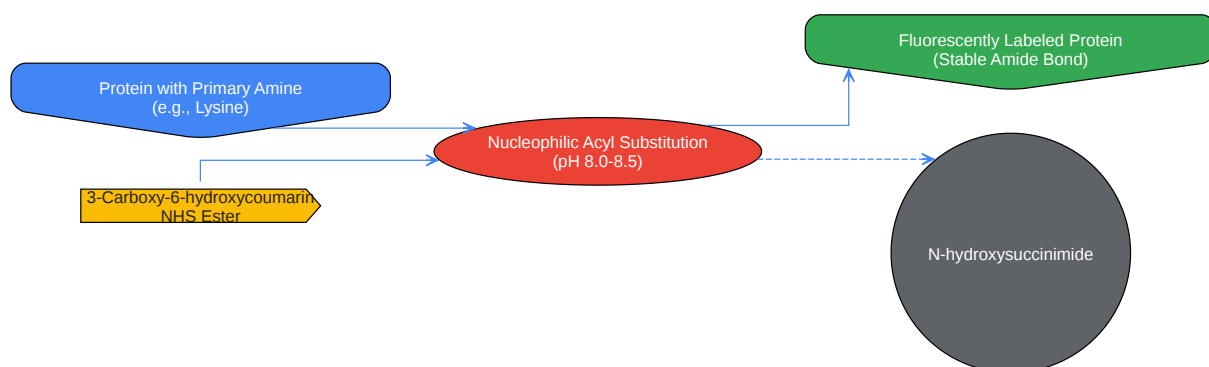 Fluorescently Labeled Protein
(Stable Amide Bond)
Protein with Primary Amine
(e.g., Lysine)
Nucleophilic Acyl Substitution
(pH 8.0-8.5)
3-Carboxy-6-hydroxycoumarin
NHS Ester
N-hydroxysuccinimide